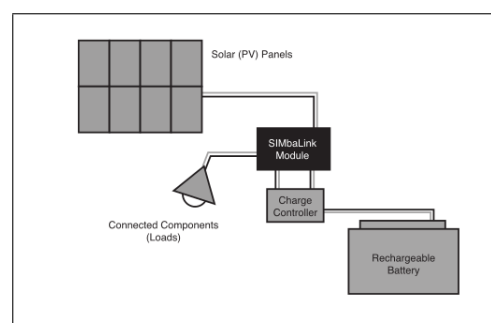 Solar (PV) Panels
SIMbaLink
Module
Charge
Controller
Connected Components
(Loads)
Rechargeable
Battery